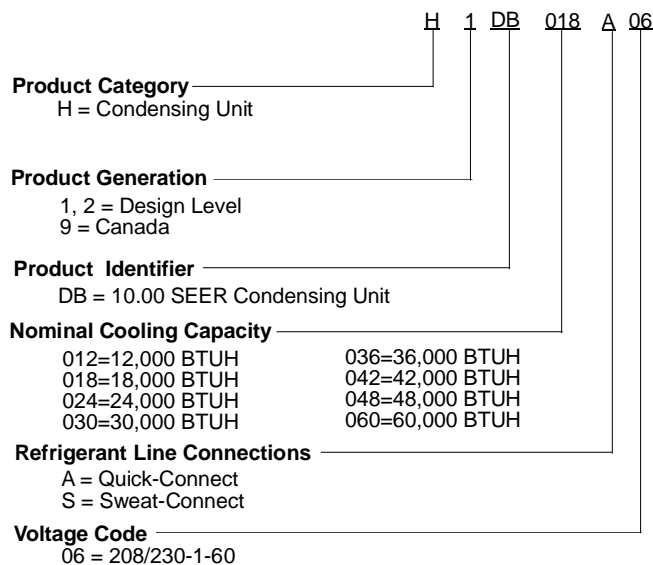 H 1 DB 018 A 06
Product Category
H = Condensing Unit
Product Generation
1, 2 = Design Level
9 = Canada
Product Identifier
DB = 10.00 SEER Condensing Unit
Nominal Cooling Capacity
012=12,000 BTUH 036=36,000 BTUH
018=18,000 BTUH 042=42,000 BTUH
024=24,000 BTUH 048=48,000 BTUH
030=30,000 BTUH 060=60,000 BTUH
Refrigerant Line Connections
A = Quick-Connect
S = Sweat-Connect
Voltage Code
06 = 208/230-1-60